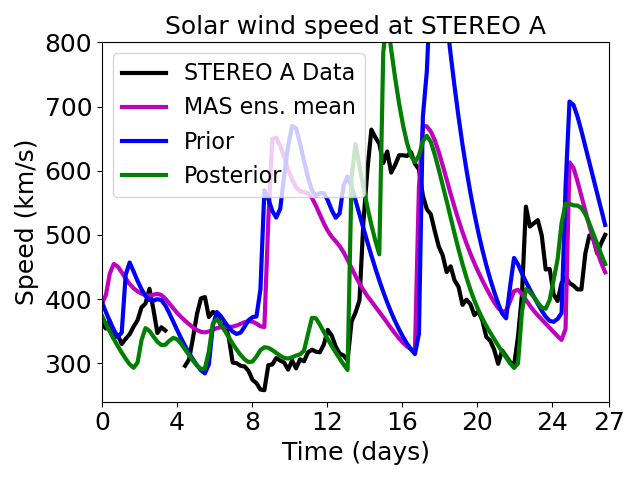 Solar wind speed at STEREO A
800
700
600
500
400
300
Speed (km/s)
STEREO A Data
MAS ens. mean
Prior
Posterior
0 4 8 12 16 20 24 27
Time (days)